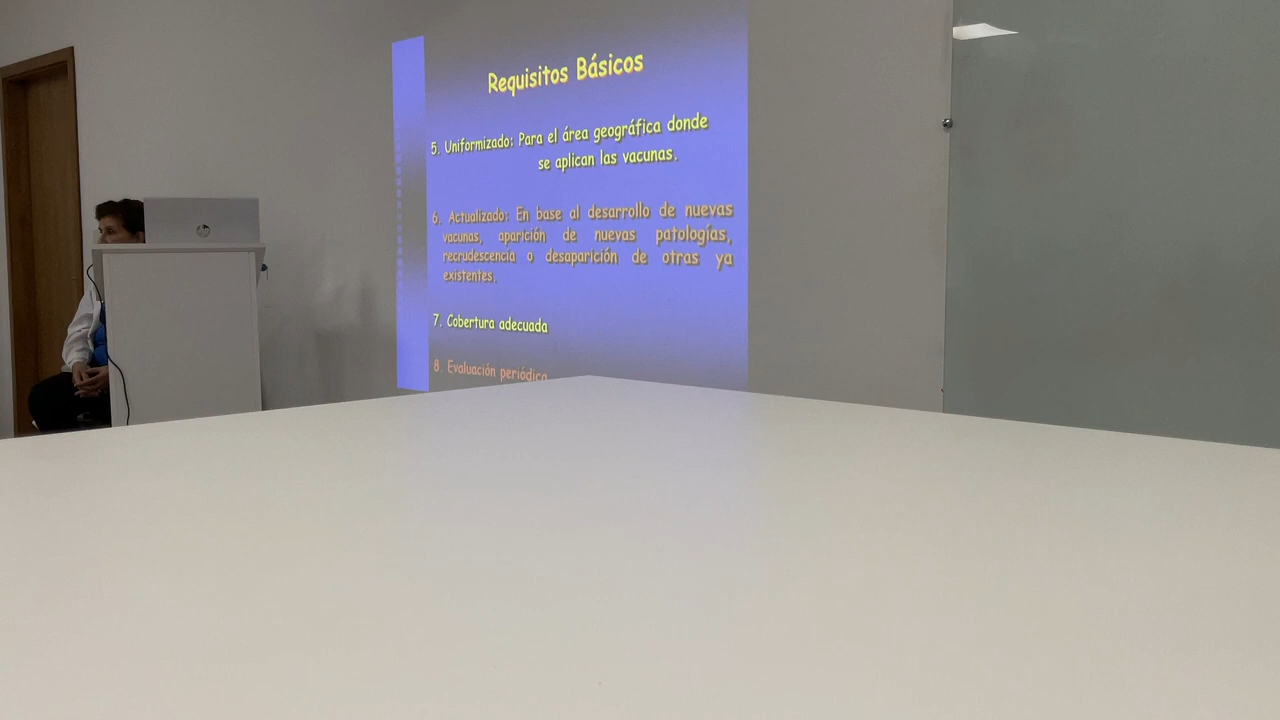 Requisitos Básicos
5. Uniformizado: Para el área geográfica donde
se aplican las vacunas.
6. Actualizado: En base al desarrollo de nuevas
vacunas, aparición de nuevas patologías,
recrudescencia o desaparición de otras ya
existentes.
7. Cobertura adecuada
8. Evaluación periódica